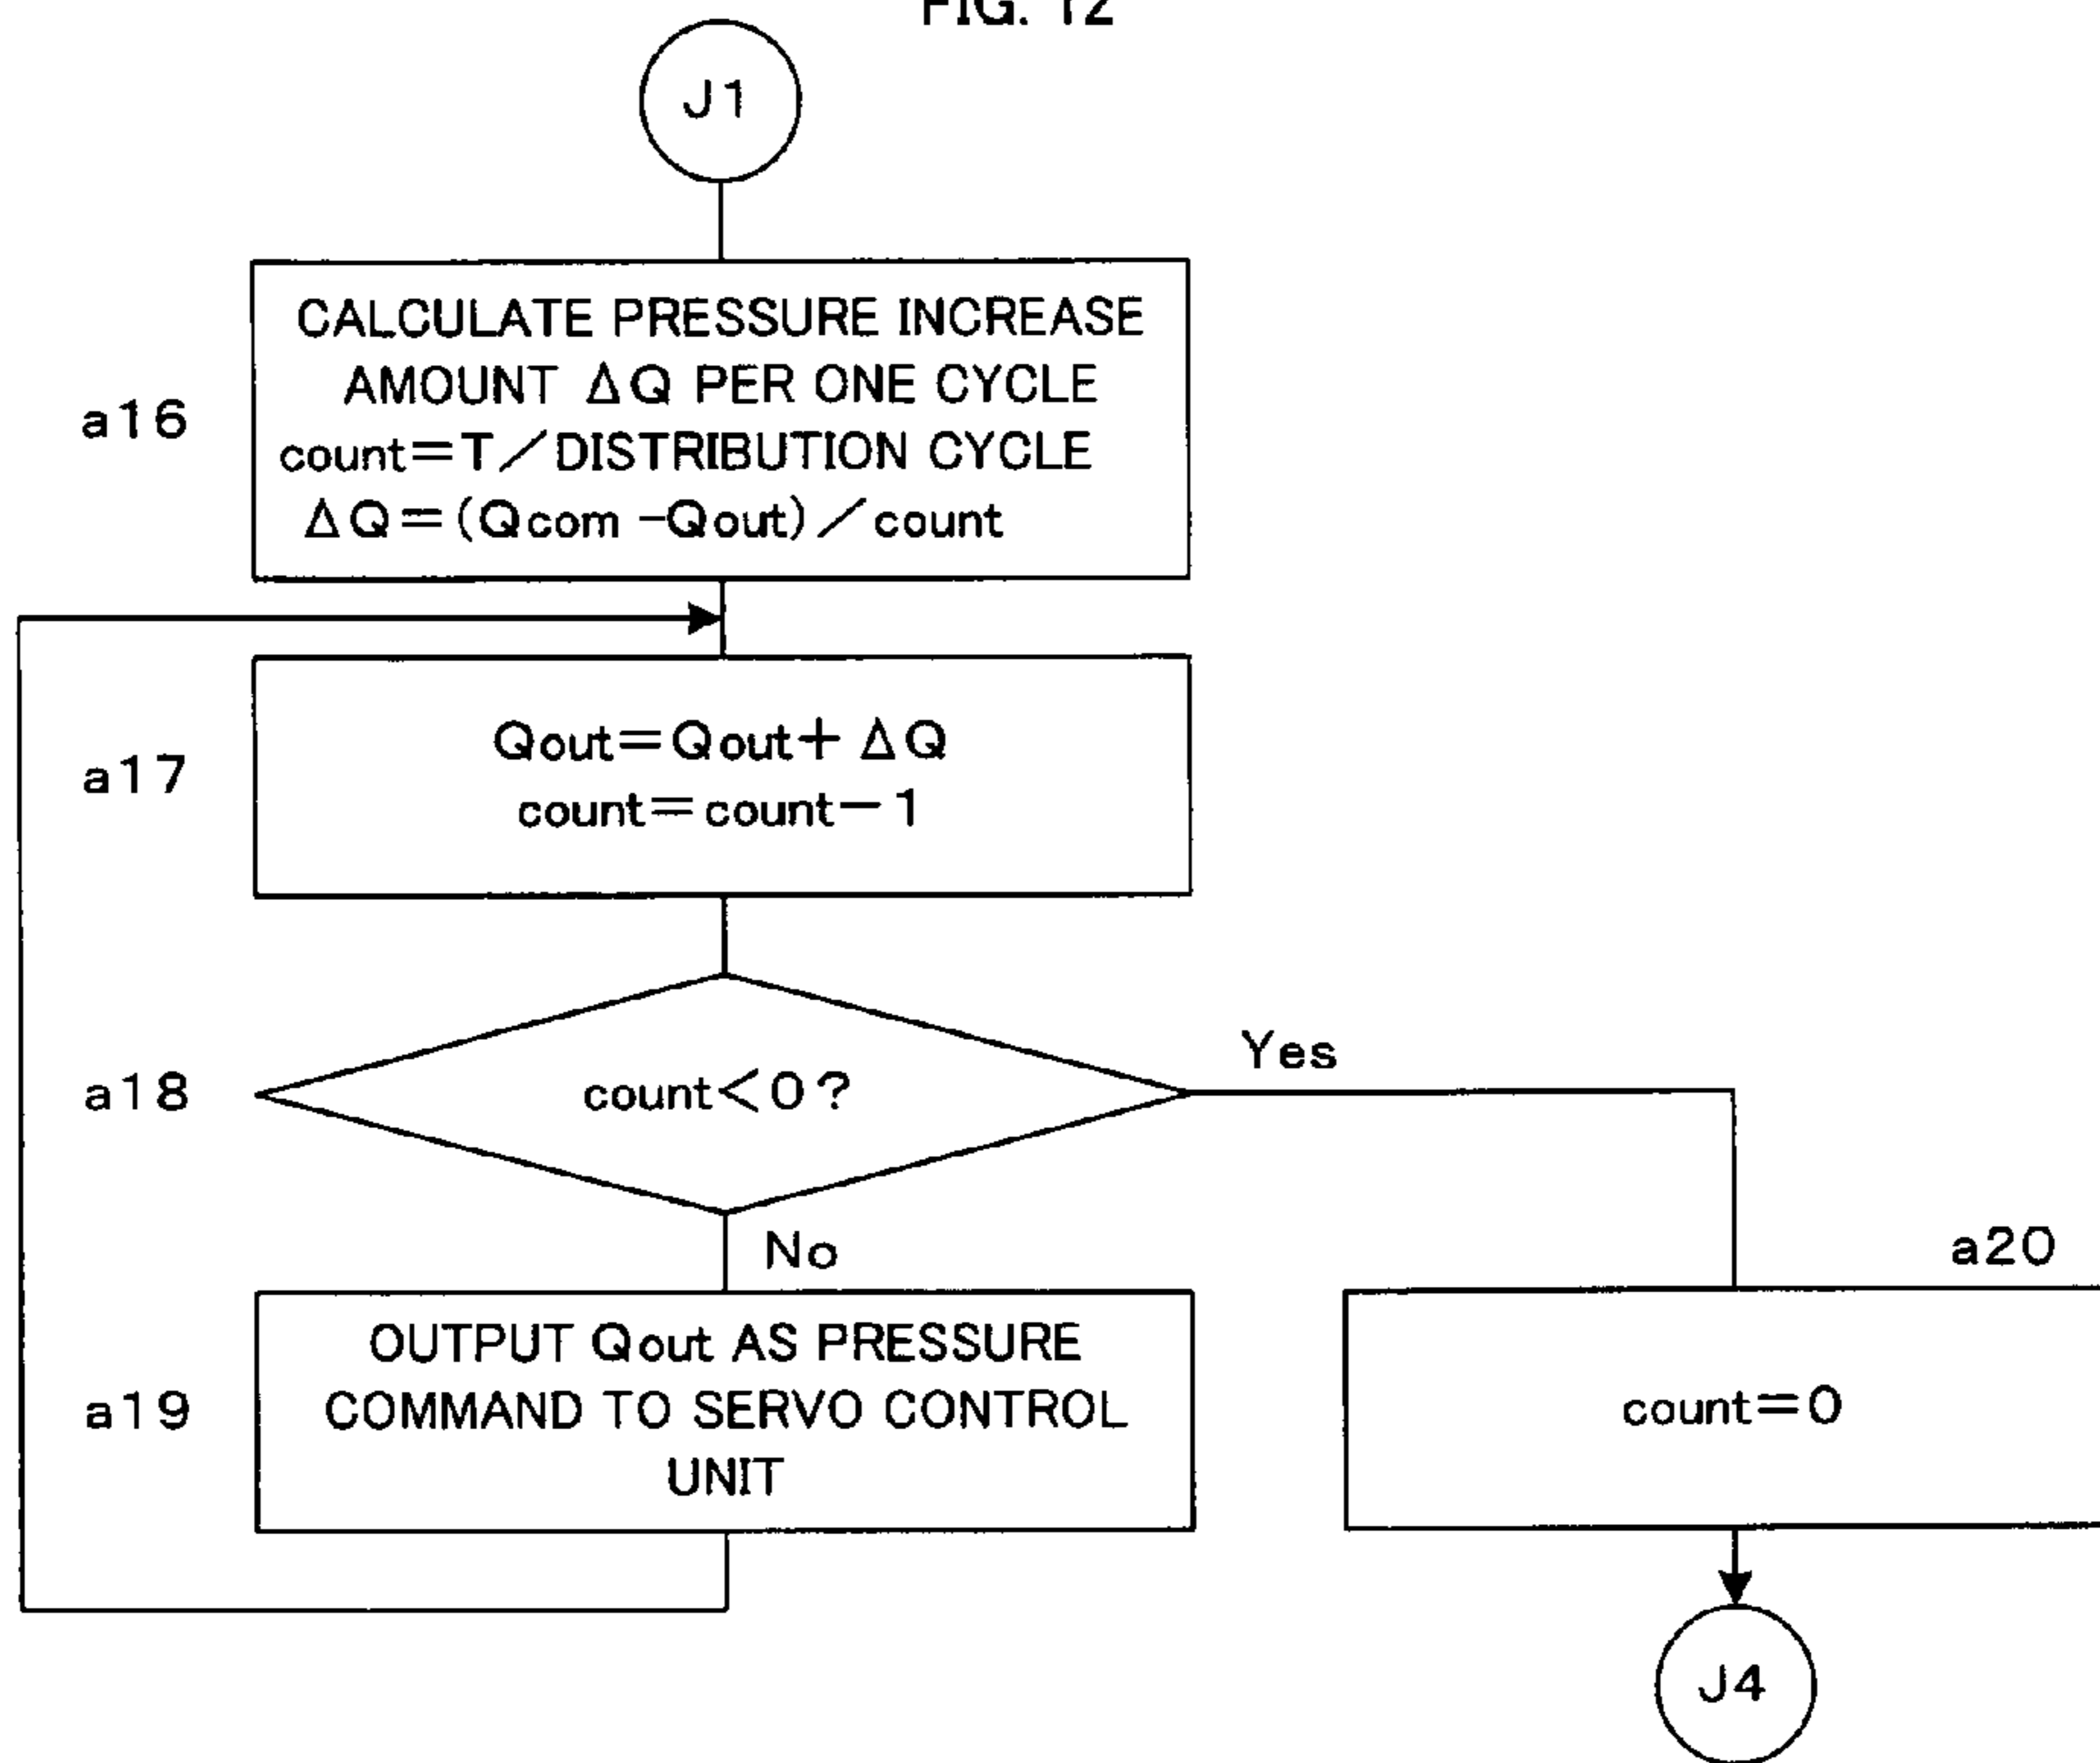 FIG. 12
J1
a16
CALCULATE PRESSURE INCREASE
AMOUNT ΔQ PER ONE CYCLE
count=T/DISTRIBUTION CYCLE
ΔQ=(Qcom -Qout)/count
a17
Qout=Qout+ ΔQ
count=count-1
a18
count<0?
Yes
No
a19
OUTPUT Qout AS PRESSURE
COMMAND TO SERVO CONTROL
UNIT
a20
count=0
J4